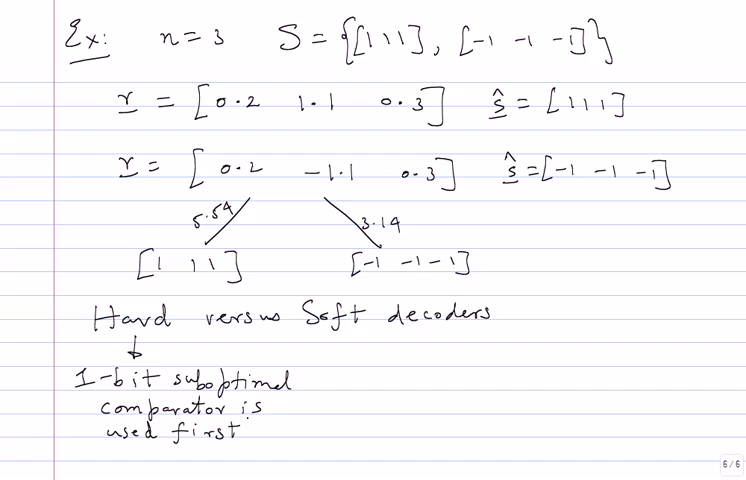 Ex: n=3 S = {[1 1 1], [-1 -1 -1]}
r = [0.2 1.1 0.3] ŝ = [1 1 1]
r = [0.2 -1.1 0.3] ŝ = [-1 -1 -1]
5.54 3.14
[1 1 1] [-1 -1 -1]
Hard versus Soft decoders
↓
1-bit suboptimal
comparator is
used first
6/6